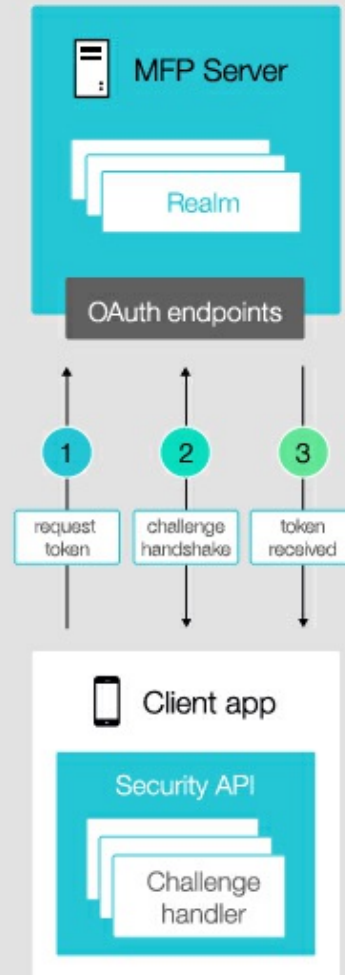 MFP Server
Realm
OAuth endpoints
1
2
3
request
token
challenge
handshake
token
received
Client app
Security API
Challenge
handler